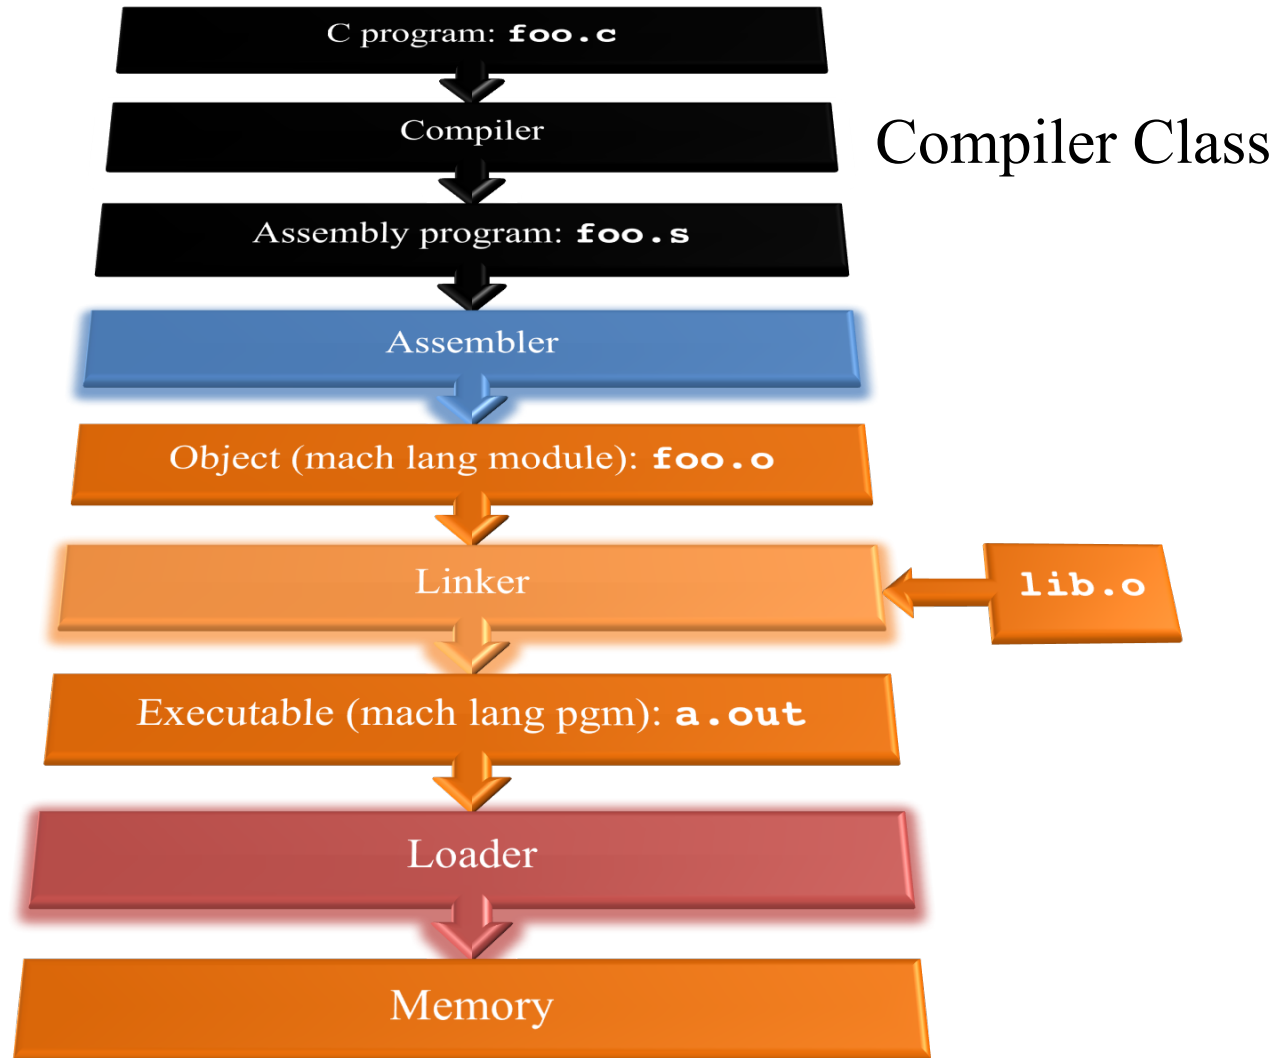 C program: foo.c
Compiler
Compiler Class
Assembly program: foo.s
Assembler
Object (mach lang module): foo.o
Linker
lib.o
Executable (mach lang pgm): a.out
Loader
Memory